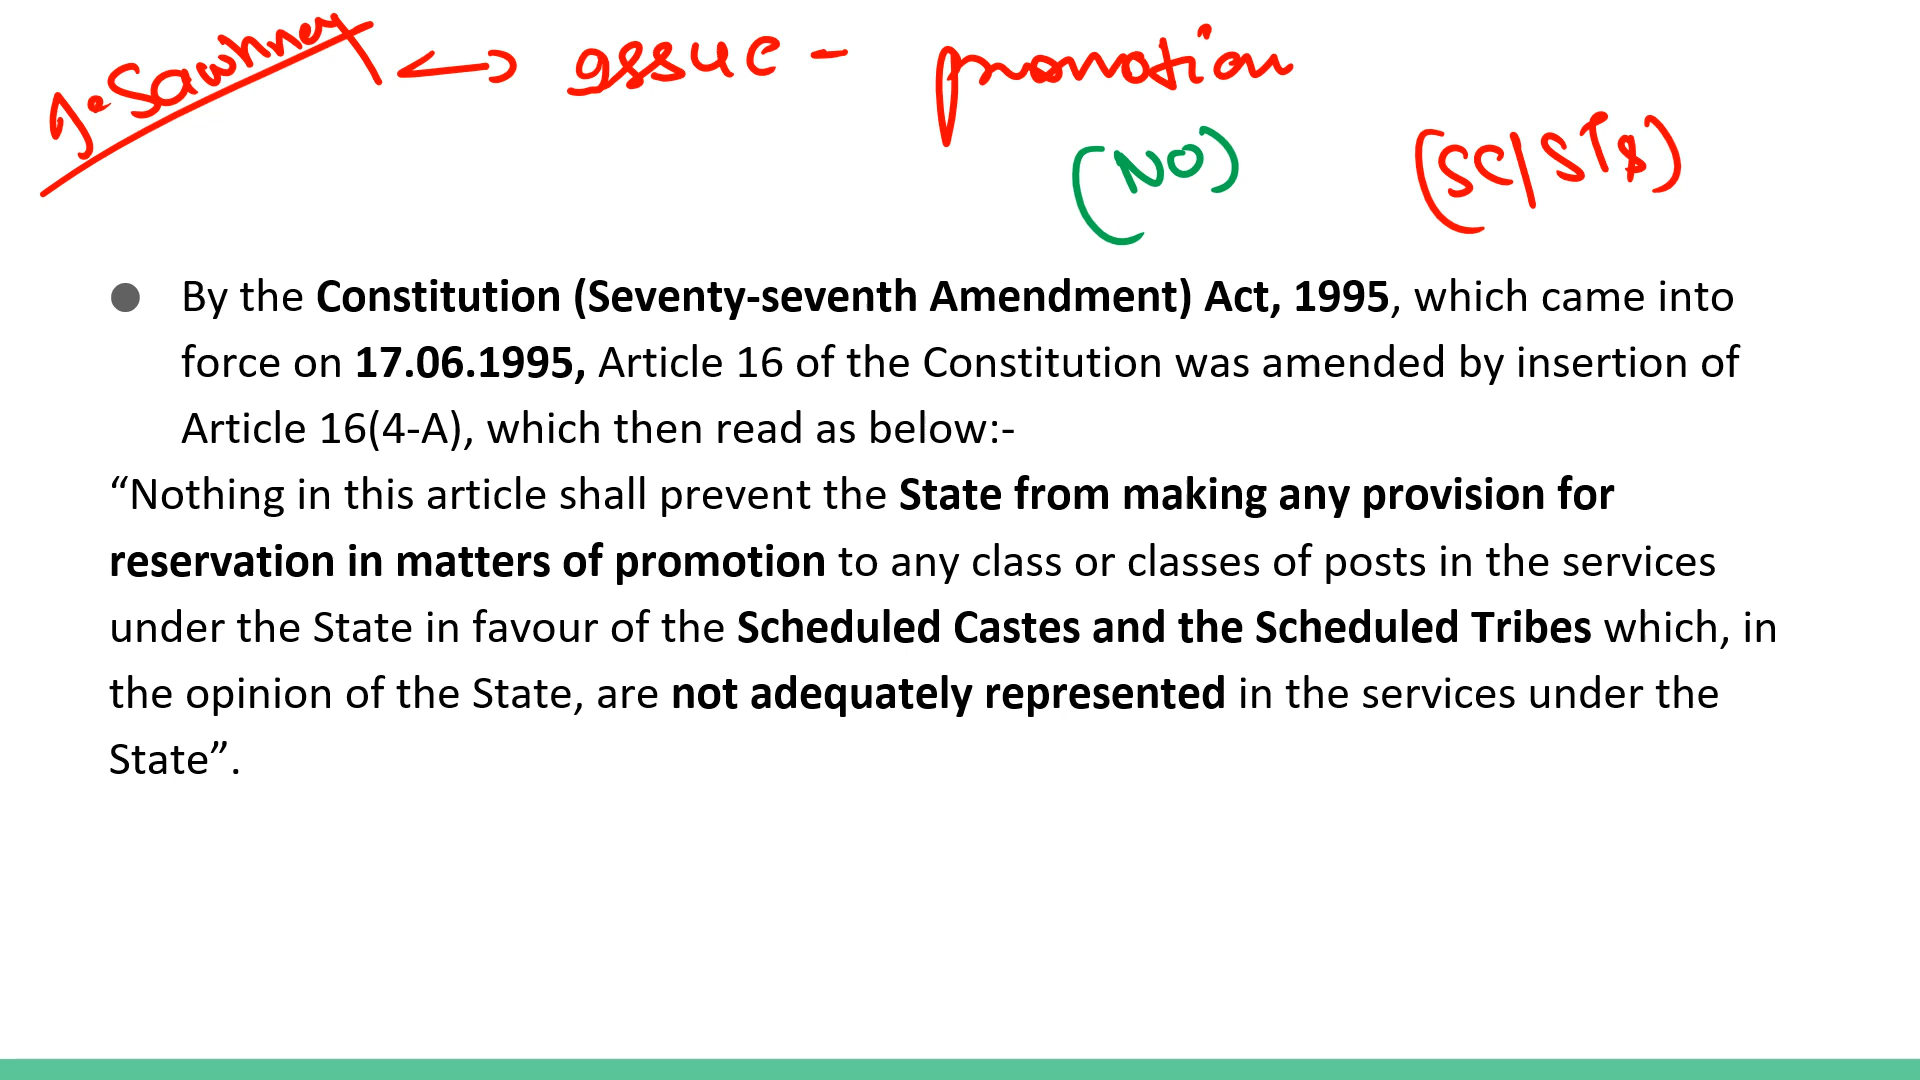 I. Sawhney <-> issue - promotion
(NO) (SC/STs)
● By the Constitution (Seventy-seventh Amendment) Act, 1995, which came into
force on 17.06.1995, Article 16 of the Constitution was amended by insertion of
Article 16(4-A), which then read as below:-
“Nothing in this article shall prevent the State from making any provision for
reservation in matters of promotion to any class or classes of posts in the services
under the State in favour of the Scheduled Castes and the Scheduled Tribes which, in
the opinion of the State, are not adequately represented in the services under the
State”.